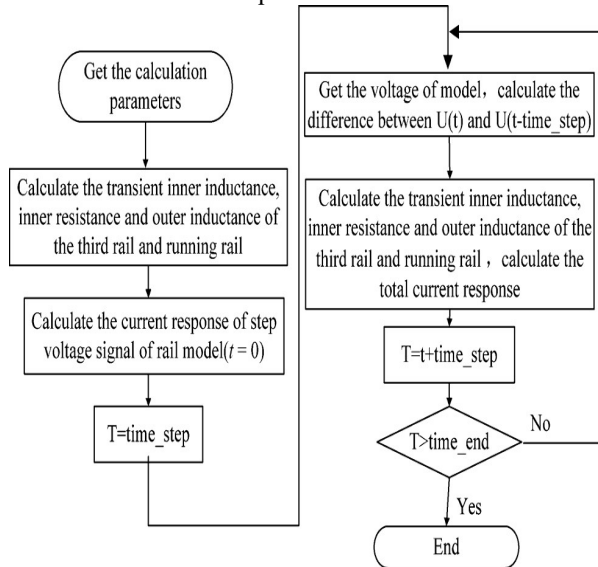 Get the calculation
parameters
Calculate the transient inner inductance,
inner resistance and outer inductance of
the third rail and running rail
Calculate the current response of step
voltage signal of rail model(t = 0)
T=time_step
Get the voltage of model，calculate the
difference between U(t) and U(t-time_step)
Calculate the transient inner inductance,
inner resistance and outer inductance of the
third rail and running rail，calculate the
total current response
T=t+time_step
T>time_end
No
Yes
End